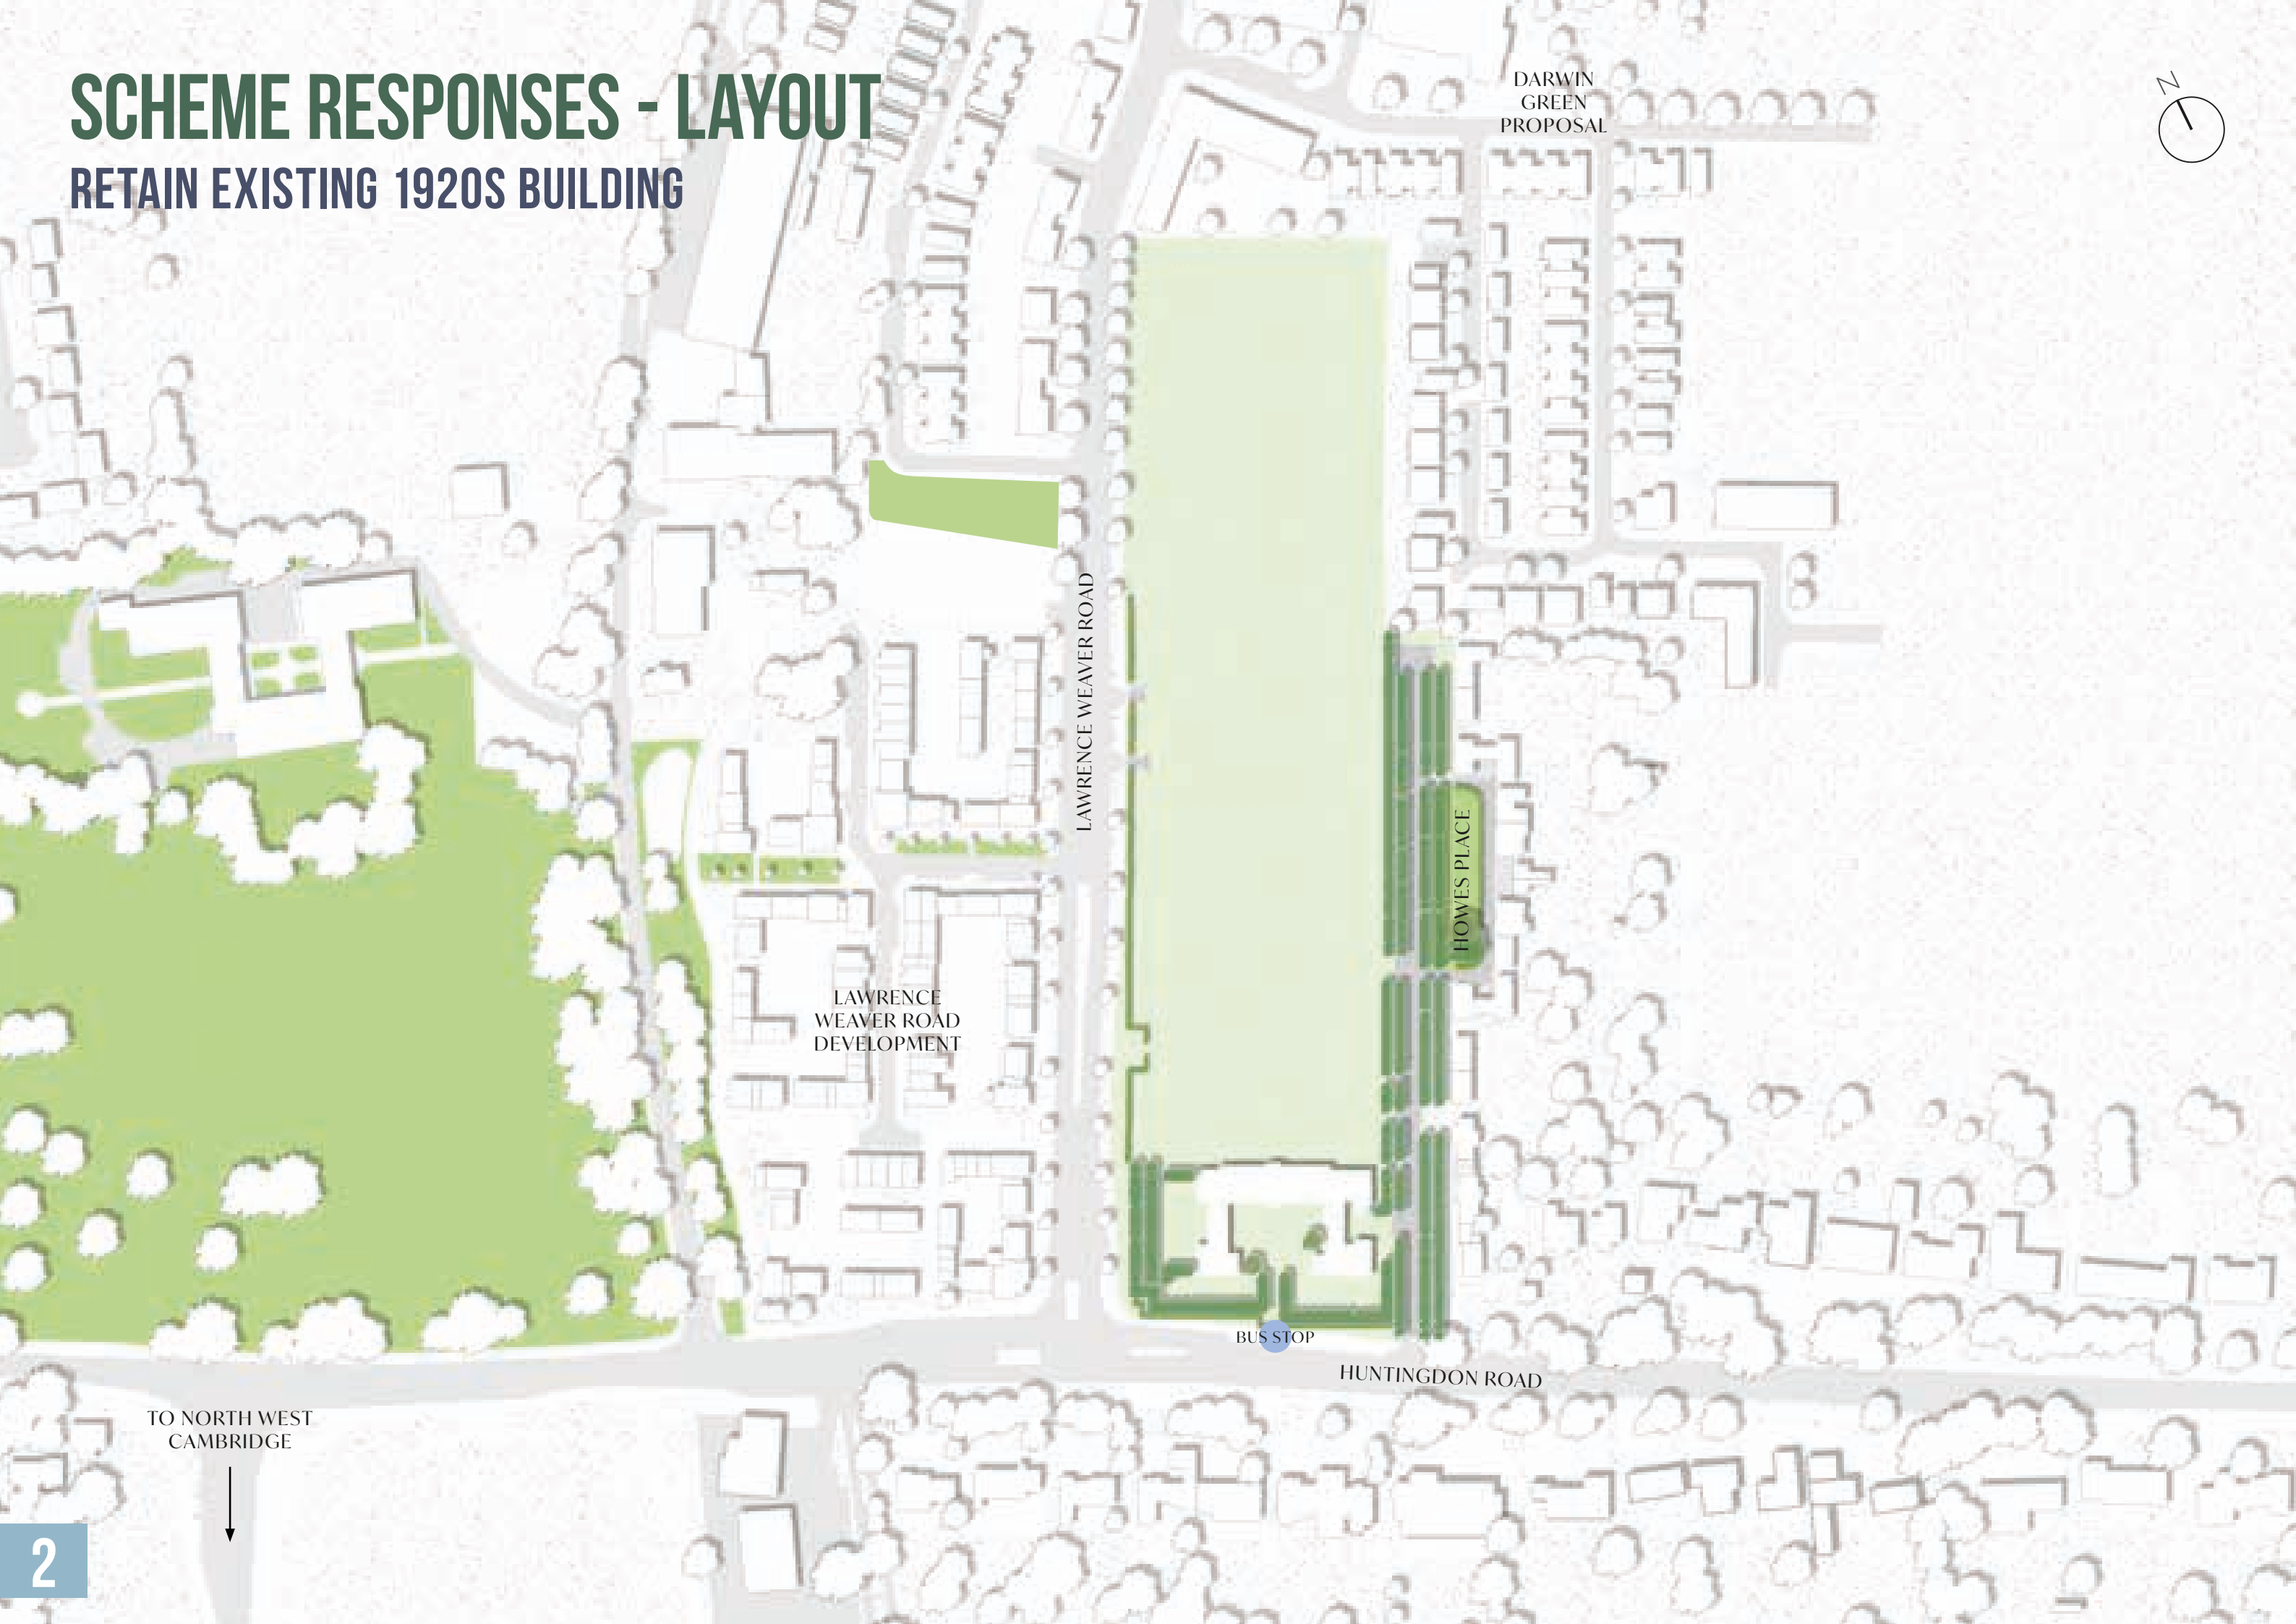 SCHEME RESPONSES - LAYOUT
RETAIN EXISTING 1920S BUILDING
DARWIN
GREEN
PROPOSAL
N
LAWRENCE WEAVER ROAD
HOWES PLACE
LAWRENCE
WEAVER ROAD
DEVELOPMENT
BUS STOP
HUNTINGDON ROAD
TO NORTH WEST
CAMBRIDGE
2